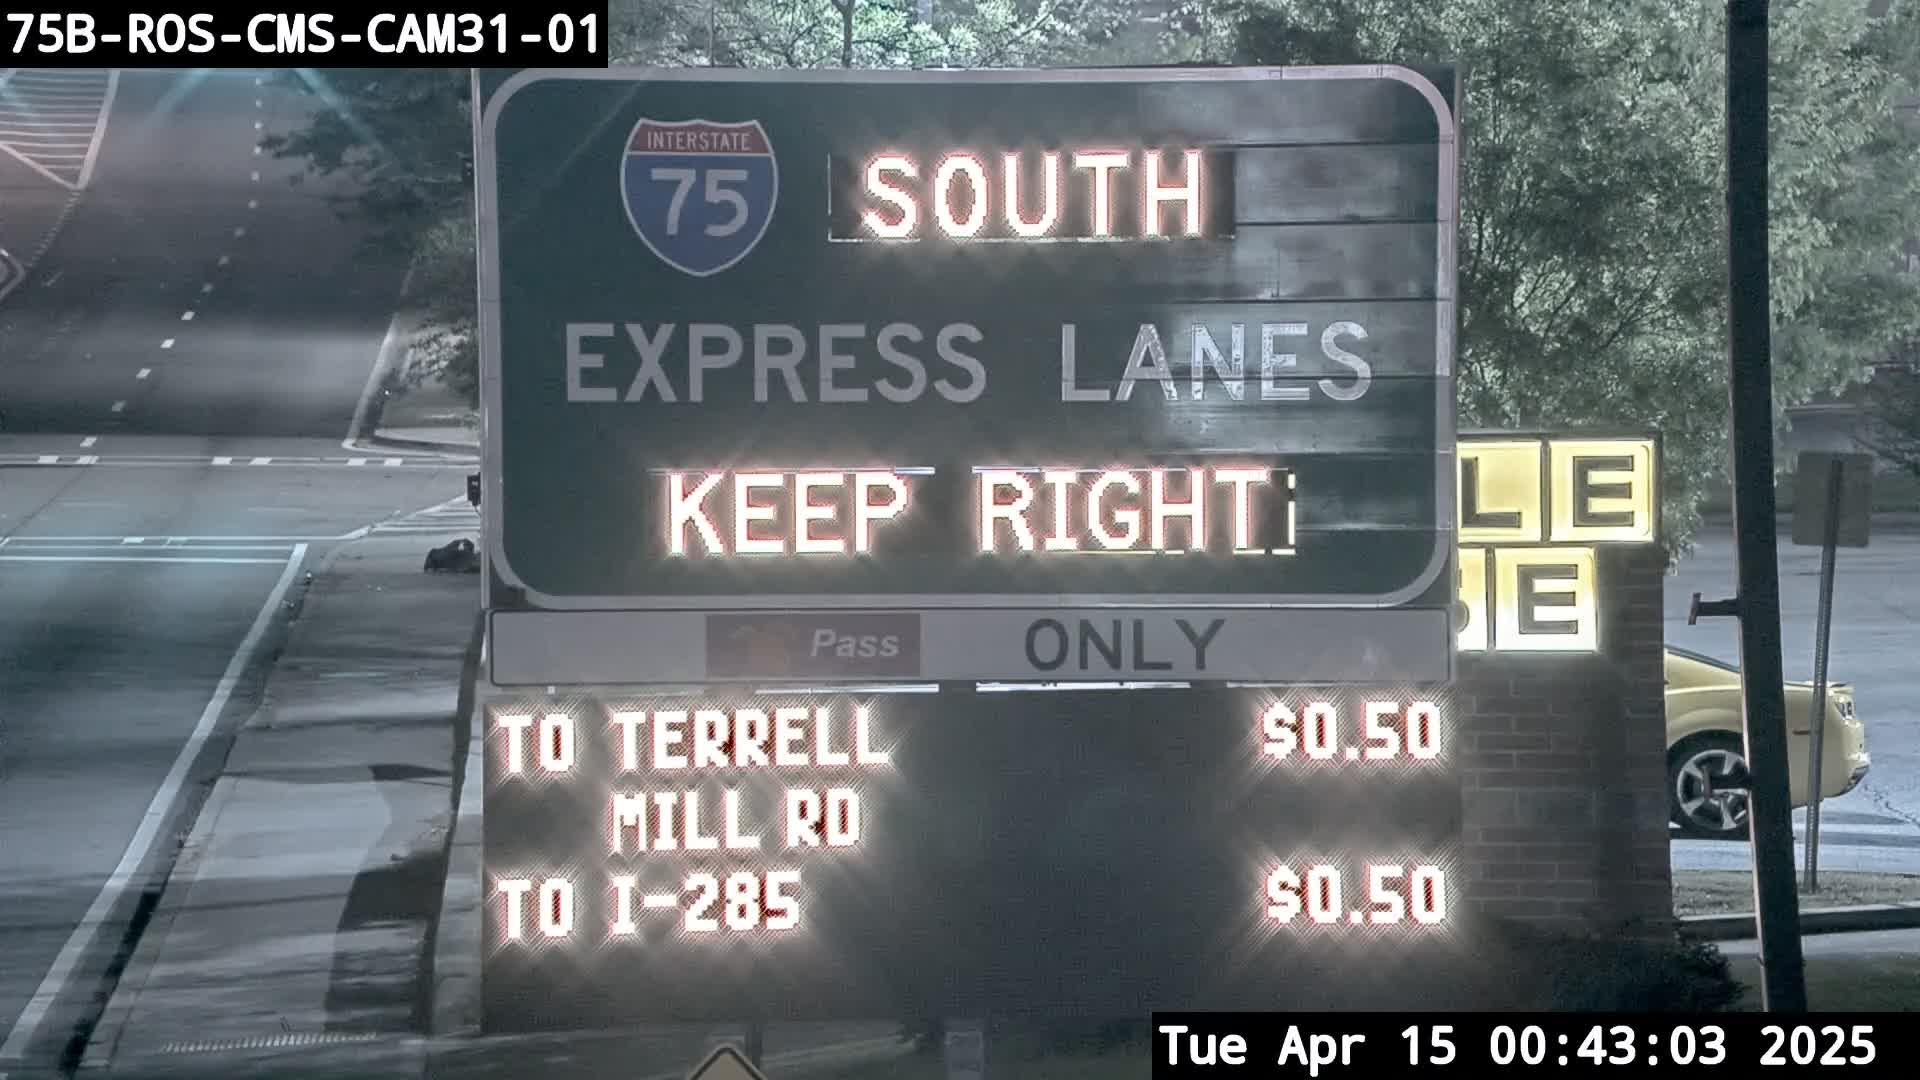 75B-ROS-CMS-CAM31-01
INTERSTATE
75
SOUTH
EXPRESS LANES
KEEP RIGHT
Pass ONLY
LE
E
TO TERRELL $0.50
MILL RD
TO I-285 $0.50
Tue Apr 15 00:43:03 2025